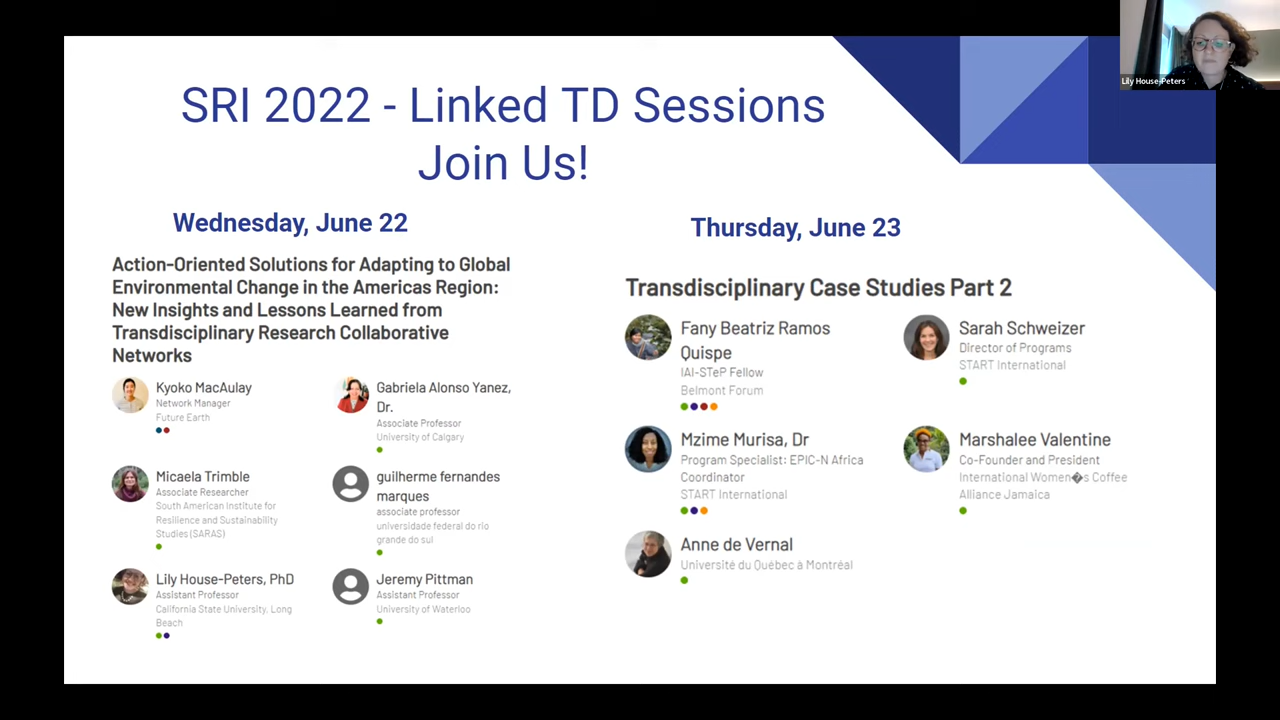 Lily House-Peters
SRI 2022 - Linked TD Sessions
Join Us!
Wednesday, June 22
Action-Oriented Solutions for Adapting to Global
Environmental Change in the Americas Region:
New Insights and Lessons Learned from
Transdisciplinary Research Collaborative
Networks
Kyoko MacAulay
Network Manager
Future Earth
Gabriela Alonso Yanez,
Dr.
Associate Professor
University of Calgary
Micaela Trimble
Associate Researcher
South American Institute for
Resilience and Sustainability
Studies (SARAS)
guilherme fernandes
marques
associate professor
universidade federal do rio
grande do sul
Lily House-Peters, PhD
Assistant Professor
California State University, Long
Beach
Jeremy Pittman
Assistant Professor
University of Waterloo
Thursday, June 23
Transdisciplinary Case Studies Part 2
Fany Beatriz Ramos
Quispe
IAI-STeP Fellow
Belmont Forum
Sarah Schweizer
Director of Programs
START International
Mzime Murisa, Dr
Program Specialist: EPIC-N Africa
Coordinator
START International
Marshalee Valentine
Co-Founder and President
International Women�s Coffee
Alliance Jamaica
Anne de Vernal
Université du Québec à Montréal